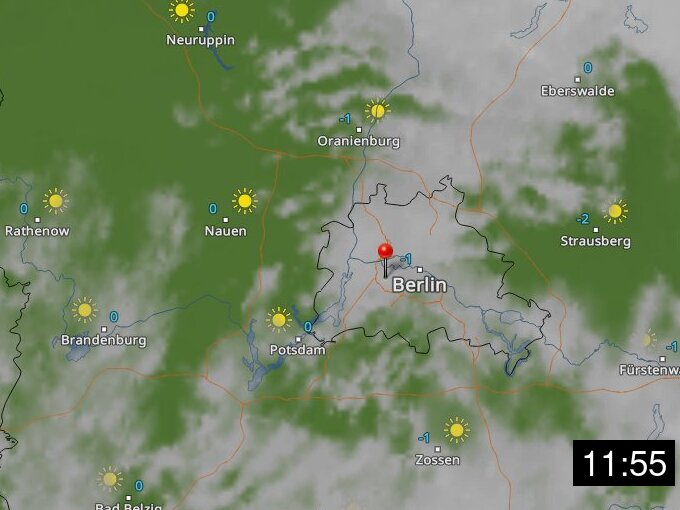 0
Neuruppin
0
Eberswalde
-1
Oranienburg
0
Rathenow
0
Nauen
-2
Strausberg
-1
Berlin
0
Brandenburg
0
Potsdam
-1
Fürstenwa
-1
Zossen
11:55
0
Bad Belzig